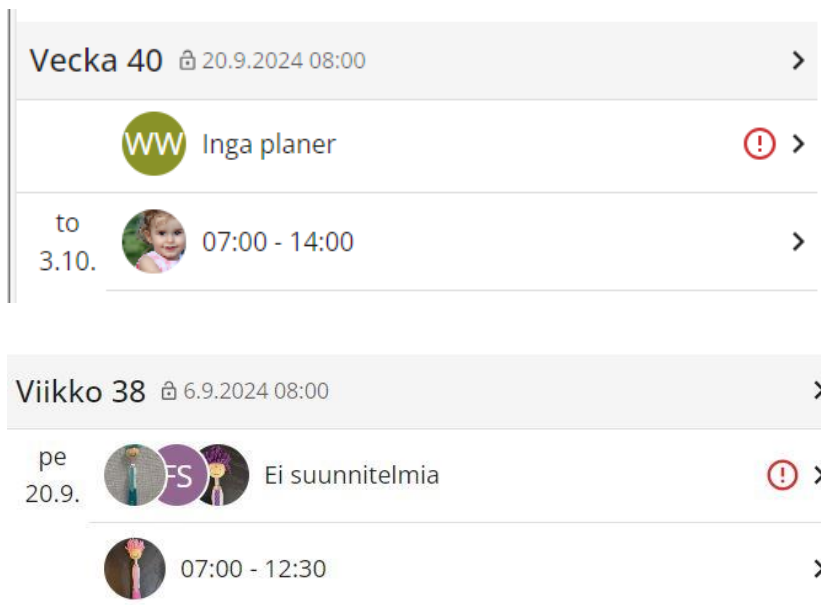 Vecka 40 20.9.2024 08:00
WW Inga planer
to
3.10.
07:00 - 14:00
Viikko 38 6.9.2024 08:00
pe
20.9.
FS Ei suunnitelmia
07:00 - 12:30